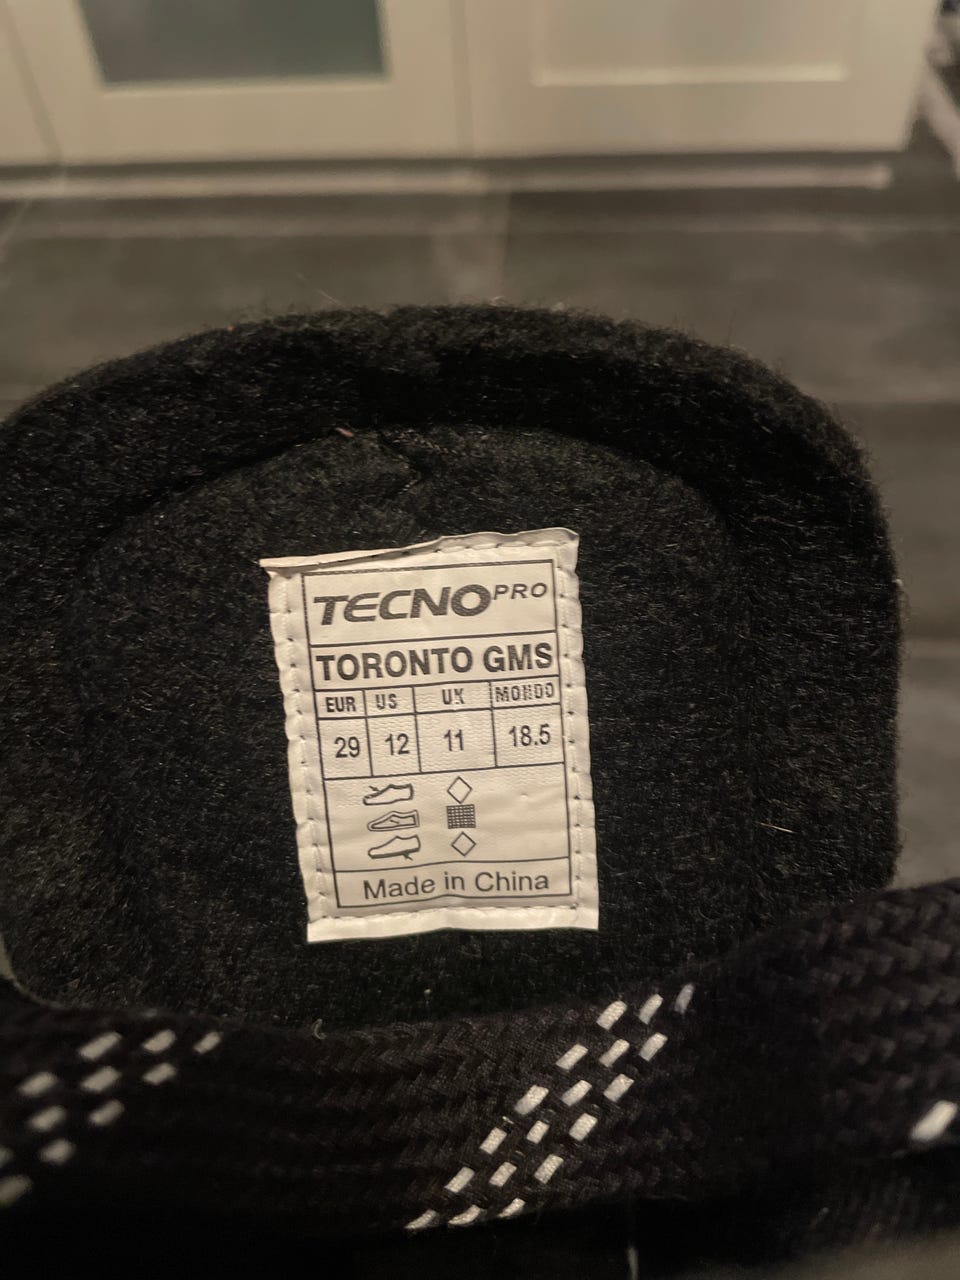 TECNOPRO
TORONTO GMS
EUR US UK MONDO
29 12 11 18.5
Made in China